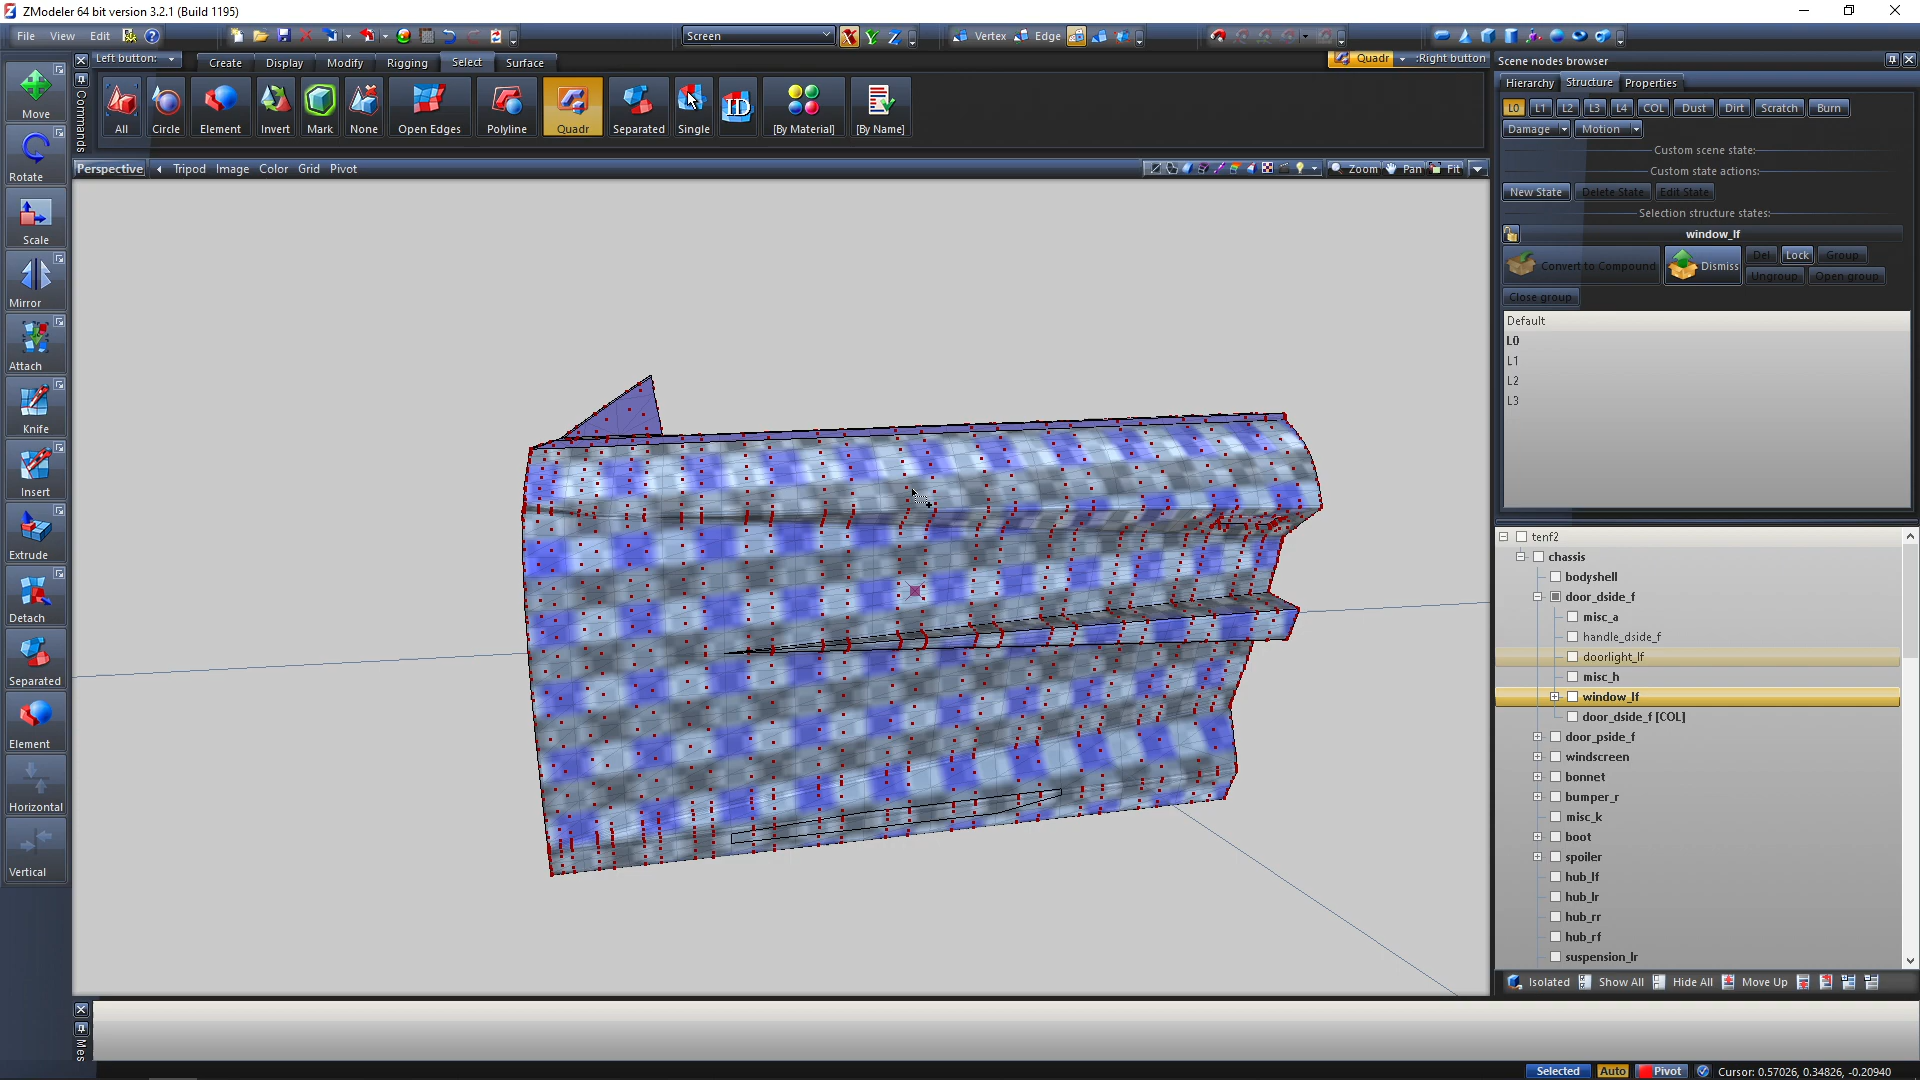 ZModeler 64 bit version 3.2.1 (Build 1195)
File View Edit
Screen
X Y Z
Vertex Edge
Left button:
Create Display Modify Rigging Select Surface
Quadr :Right button
Commands
All Circle Element Invert Mark None Open Edges Polyline Quadr Separated Single ID [By Material] [By Name]
Perspective Tripod Image Color Grid Pivot
Zoom Pan Fit
Move
Rotate
Scale
Mirror
Attach
Knife
Insert
Extrude
Detach
Separated
Element
Horizontal
Vertical
Scene nodes browser
Hierarchy Structure Properties
L0 L1 L2 L3 L4 COL Dust Dirt Scratch Burn
Damage Motion
Custom scene state:
Custom state actions:
New State Delete State Edit State
Selection structure states:
window_lf
Convert to Compound Dismiss Del Lock Group
Ungroup Open group
Close group
Default
L0
L1
L2
L3
tenf2
chassis
bodyshell
door_dside_f
misc_a
handle_dside_f
doorlight_lf
misc_h
window_lf
door_dside_f [COL]
door_pside_f
windscreen
bonnet
bumper_r
misc_k
boot
spoiler
hub_lf
hub_lr
hub_rr
hub_rf
suspension_lr
Isolated Show All Hide All Move Up
Mes
Selected Auto Pivot Cursor: 0.57026, 0.34826, -0.20940